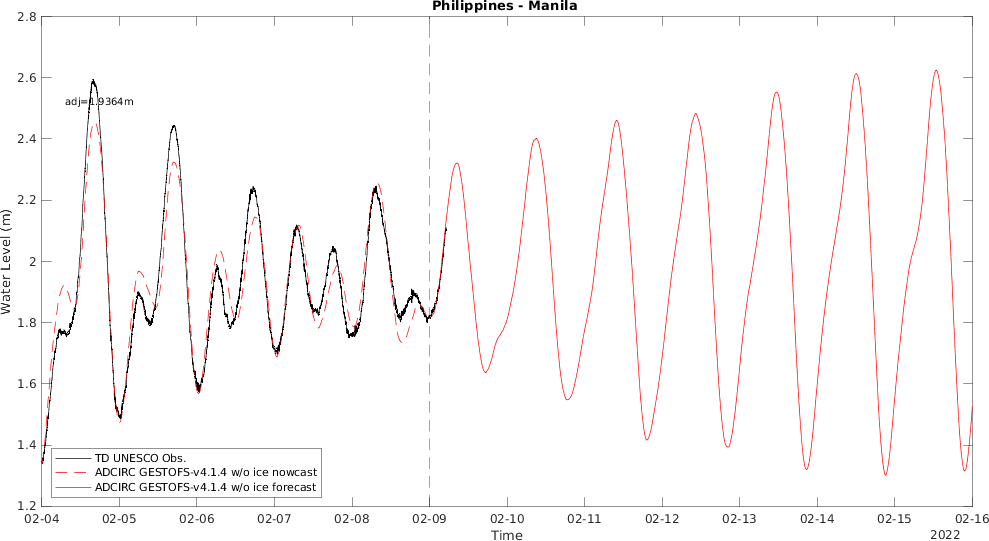 Philippines - Manila
2.8
2.6
adj=1.9364m
2.4
2.2
2
1.8
1.6
1.4
1.2
Water Level (m)
TD UNESCO Obs.
ADCIRC GESTOFS-v4.1.4 w/o ice nowcast
ADCIRC GESTOFS-v4.1.4 w/o ice forecast
02-04 02-05 02-06 02-07 02-08 02-09 02-10 02-11 02-12 02-13 02-14 02-15 02-16
Time
2022